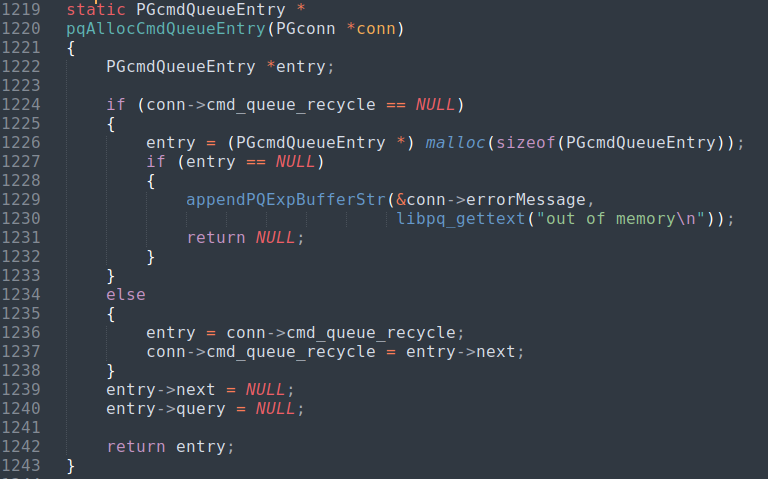 1219 static PGcmdQueueEntry *
1220 pqAllocCmdQueueEntry(PGconn *conn)
1221 {
1222     PGcmdQueueEntry *entry;
1223
1224     if (conn->cmd_queue_recycle == NULL)
1225     {
1226         entry = (PGcmdQueueEntry *) malloc(sizeof(PGcmdQueueEntry));
1227         if (entry == NULL)
1228         {
1229             appendPQExpBufferStr(&conn->errorMessage,
1230                                  libpq_gettext("out of memory\n"));
1231             return NULL;
1232         }
1233     }
1234     else
1235     {
1236         entry = conn->cmd_queue_recycle;
1237         conn->cmd_queue_recycle = entry->next;
1238     }
1239     entry->next = NULL;
1240     entry->query = NULL;
1241
1242     return entry;
1243 }